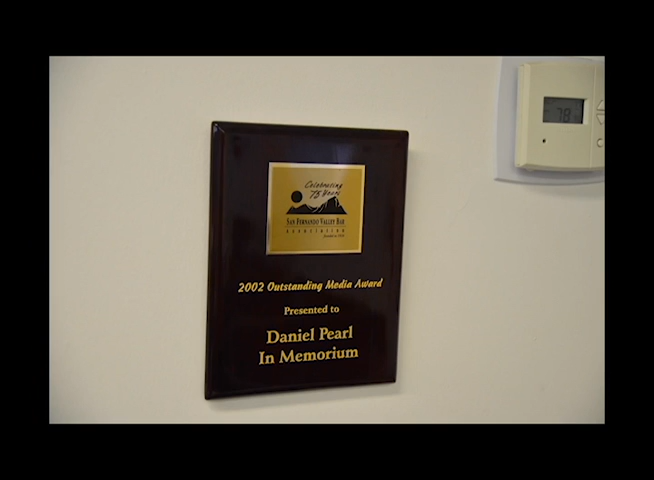 Celebrating
75 Years
SAN FERNANDO VALLEY BAR
ASSOCIATION
2002 Outstanding Media Award
Presented to
Daniel Pearl
In Memorium
78